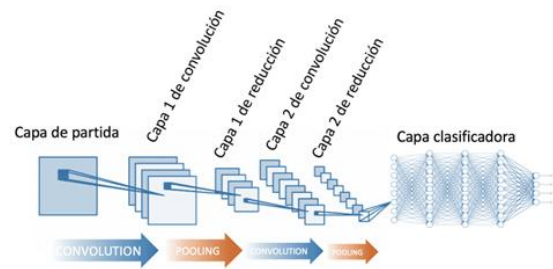 Capa de partida
Capa 1 de convolución
Capa 1 de reducción
Capa 2 de convolución
Capa 2 de reducción
Capa clasificadora
CONVOLUTION
POOLING
CONVOLUTION
POOLING